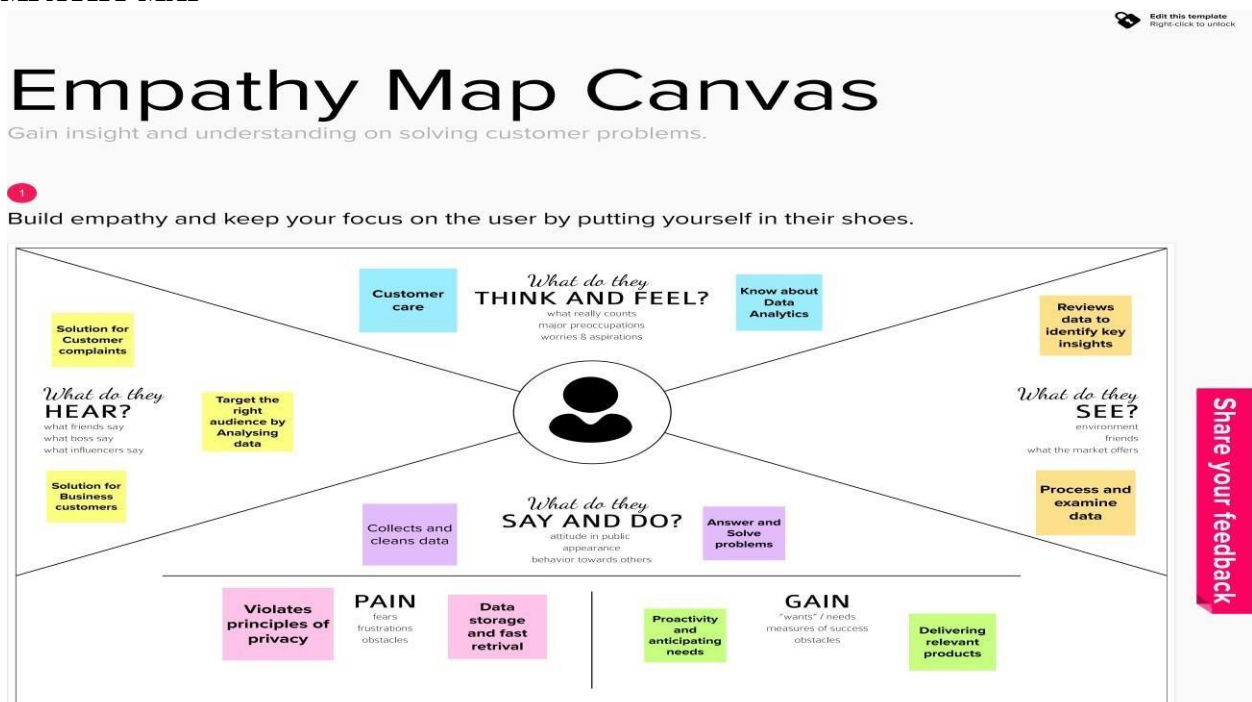 Edit this template
Right-click to unlock
Empathy Map Canvas
Gain insight and understanding on solving customer problems.
1
Build empathy and keep your focus on the user by putting yourself in their shoes.
What do they
THINK AND FEEL?
what really counts
major preoccupations
worries & aspirations
Customer
care
Know about
Data
Analytics
Solution for
Customer
complaints
What do they
HEAR?
what friends say
what boss say
what influencers say
Target the
right
audience by
Analysing
data
Solution for
Business
customers
Reviews
data to
identify key
insights
What do they
SEE?
environment
friends
what the market offers
Process and
examine
data
Collects and
cleans data
What do they
SAY AND DO?
attitude in public
appearance
behavior towards others
Answer and
Solve
problems
Violates
principles of
privacy
PAIN
fears
frustrations
obstacles
Data
storage
and fast
retrival
Proactivity
and
anticipating
needs
GAIN
"wants" / needs
measures of success
obstacles
Delivering
relevant
products
Share your feedback